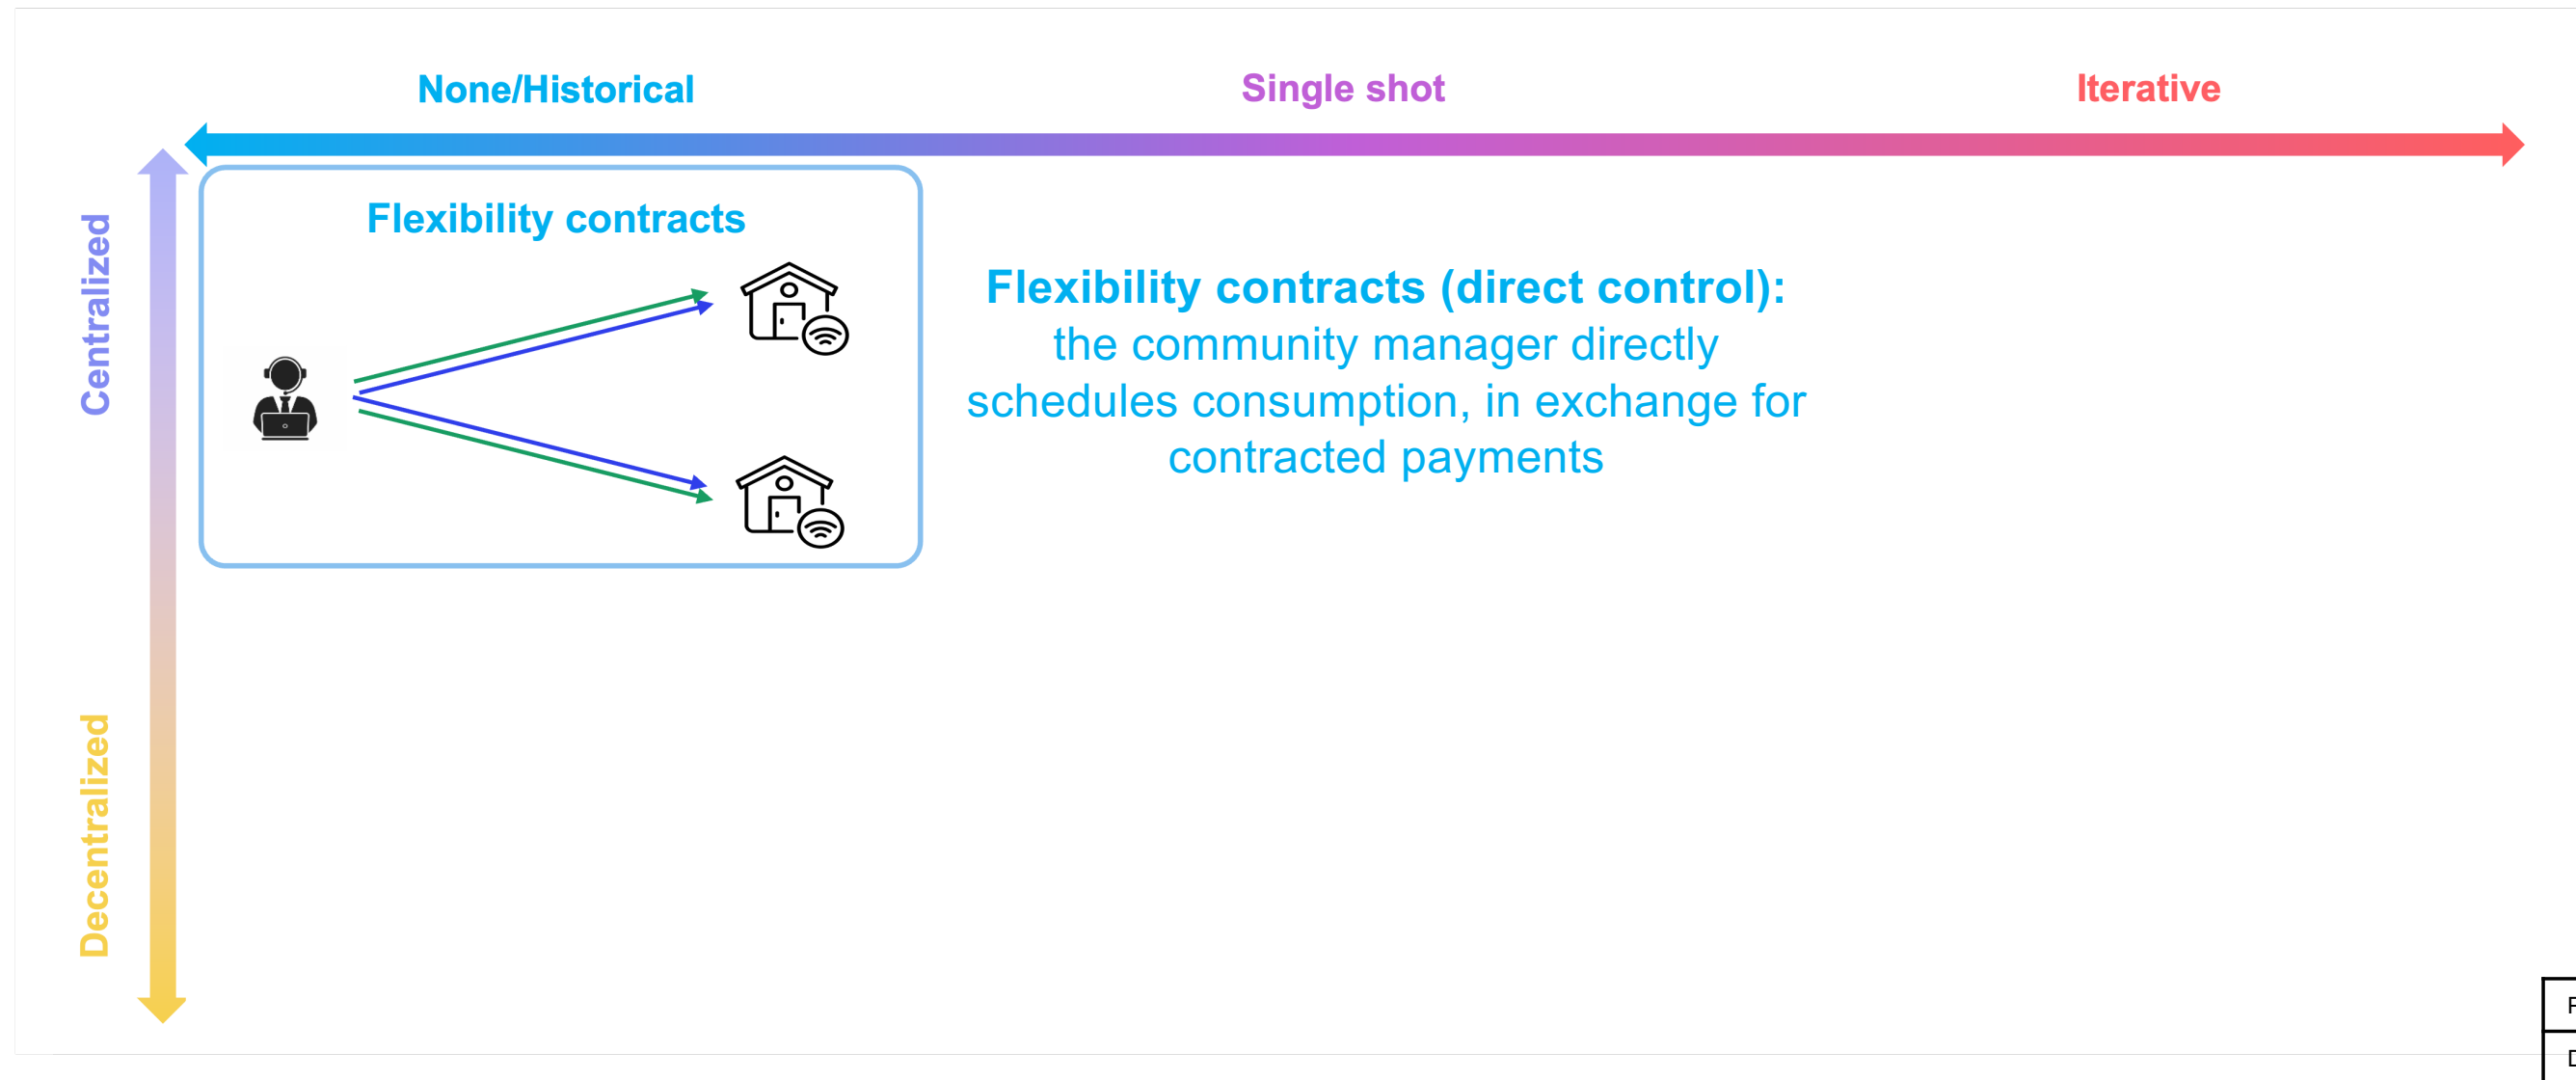 None/Historical
Single shot
Iterative
Centralized
Flexibility contracts
Flexibility contracts (direct control):
the community manager directly
schedules consumption, in exchange for
contracted payments
Decentralized